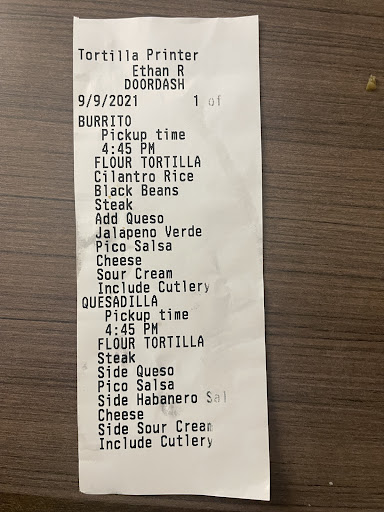 Tortilla Printer
Ethan R
DOORDASH
9/9/2021 1 of
BURRITO
Pickup time
4:45 PM
FLOUR TORTILLA
Cilantro Rice
Black Beans
Steak
Add Queso
Jalapeno Verde
Pico Salsa
Cheese
Sour Cream
Include Cutlery
QUESADILLA
Pickup time
4:45 PM
FLOUR TORTILLA
Steak
Side Queso
Pico Salsa
Side Habanero Sal
Cheese
Side Sour Cream
Include Cutlery